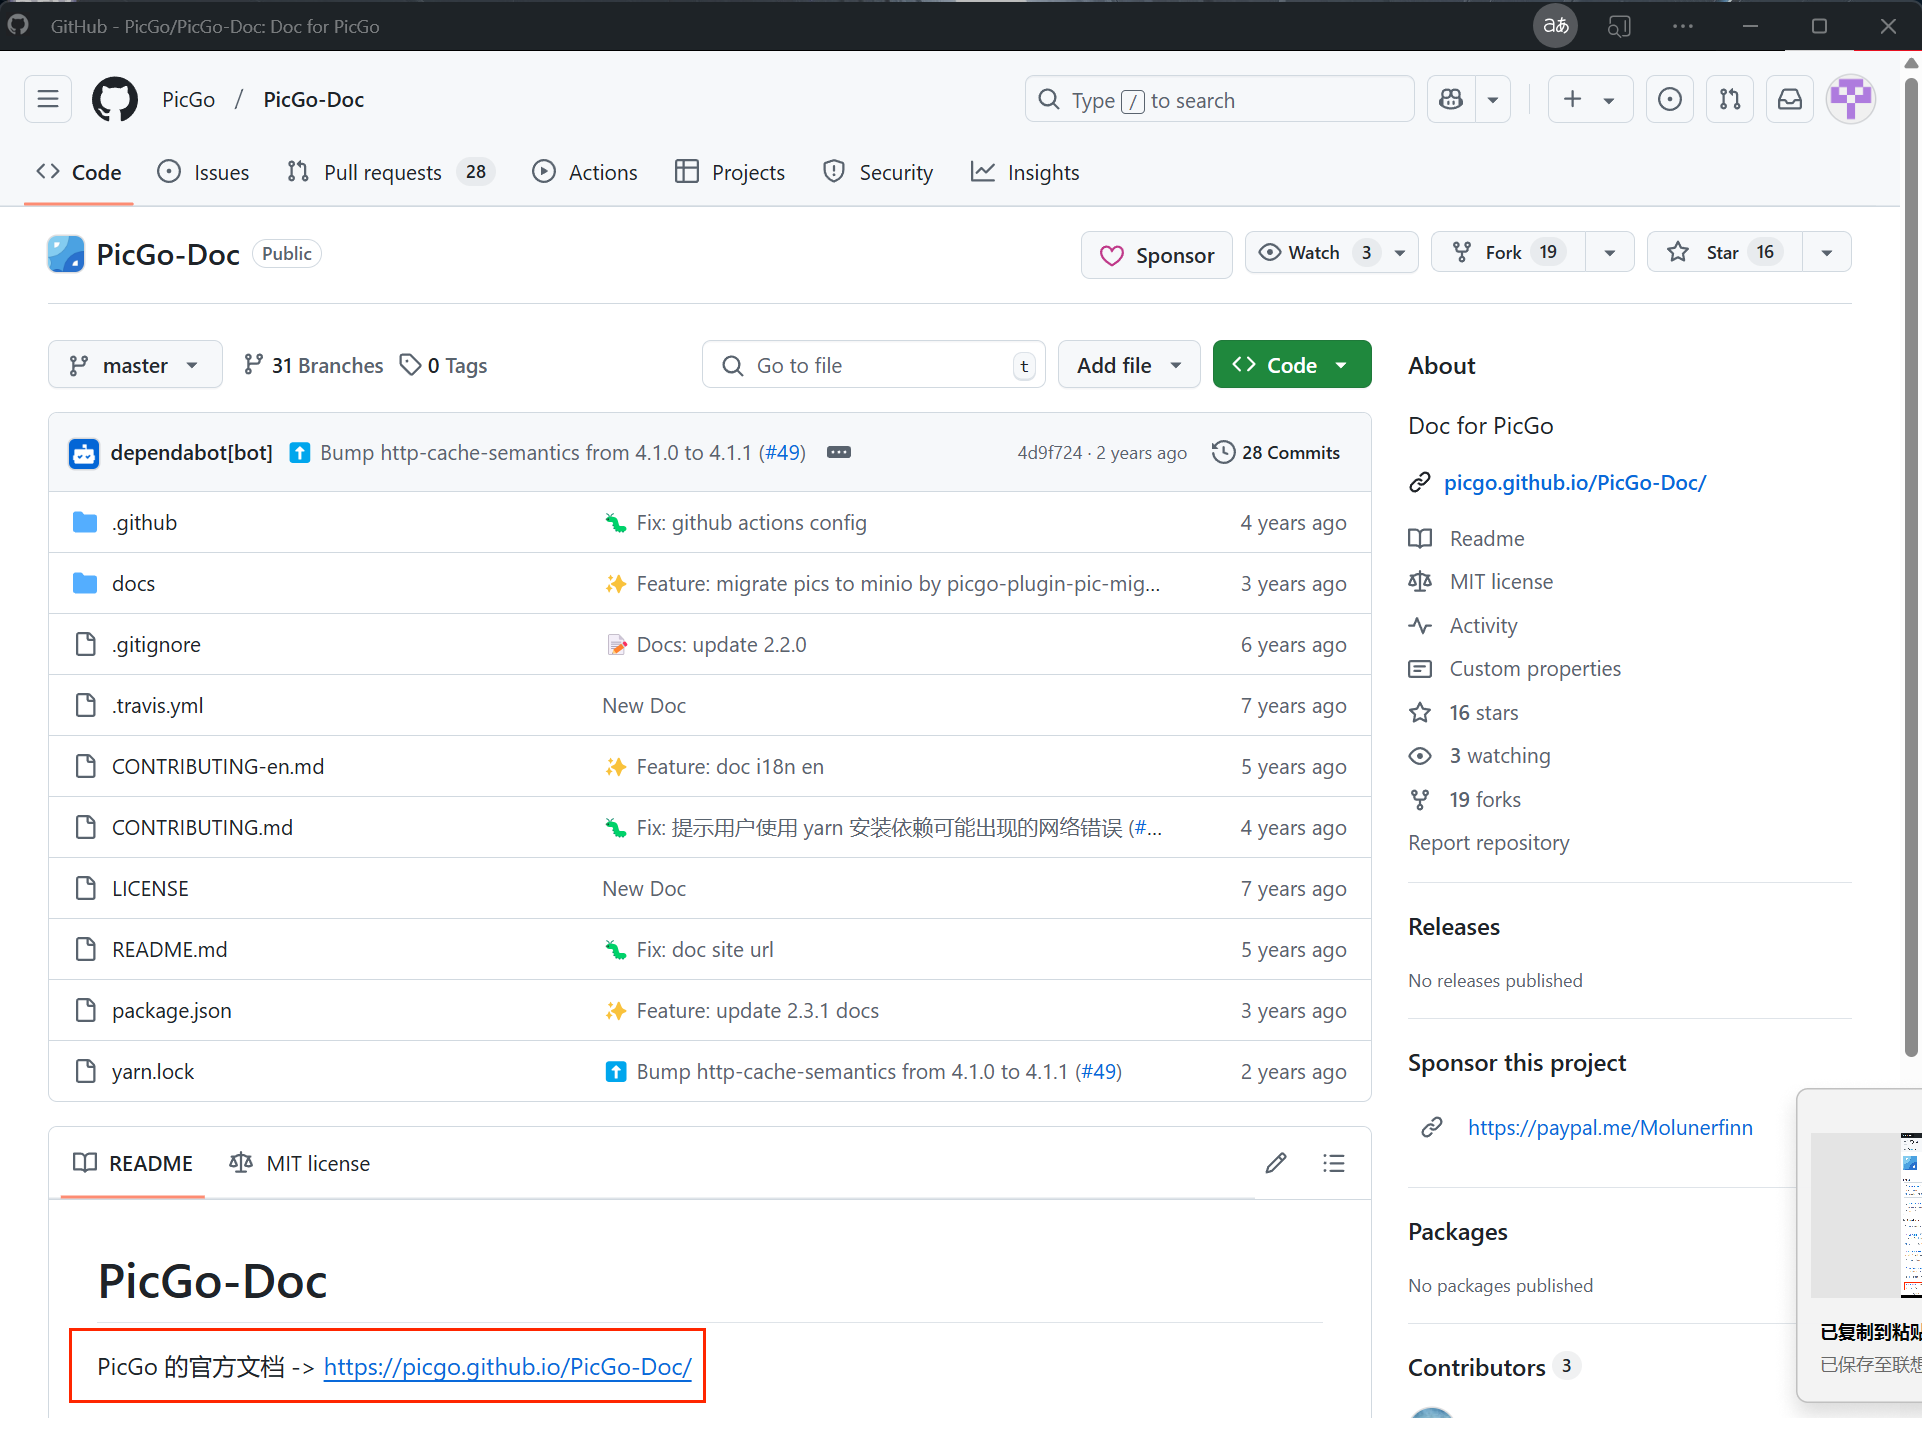 GitHub - PicGo/PicGo-Doc: Doc for PicGo
aあ
PicGo / PicGo-Doc
Type / to search
Code
Issues
Pull requests 28
Actions
Projects
Security
Insights
PicGo-Doc Public
Sponsor
Watch 3
Fork 19
Star 16
master
31 Branches
0 Tags
Go to file t
Add file
Code
dependabot[bot] Bump http-cache-semantics from 4.1.0 to 4.1.1 (#49) 4d9f724 · 2 years ago 28 Commits
.github Fix: github actions config 4 years ago
docs Feature: migrate pics to minio by picgo-plugin-pic-mig... 3 years ago
.gitignore Docs: update 2.2.0 6 years ago
.travis.yml New Doc 7 years ago
CONTRIBUTING-en.md Feature: doc i18n en 5 years ago
CONTRIBUTING.md Fix: 提示用户使用 yarn 安装依赖可能出现的网络错误 (#... 4 years ago
LICENSE New Doc 7 years ago
README.md Fix: doc site url 5 years ago
package.json Feature: update 2.3.1 docs 3 years ago
yarn.lock Bump http-cache-semantics from 4.1.0 to 4.1.1 (#49) 2 years ago
README
MIT license
PicGo-Doc
PicGo 的官方文档 -> https://picgo.github.io/PicGo-Doc/
About
Doc for PicGo
picgo.github.io/PicGo-Doc/
Readme
MIT license
Activity
Custom properties
16 stars
3 watching
19 forks
Report repository
Releases
No releases published
Sponsor this project
https://paypal.me/Molunerfinn
Packages
No packages published
Contributors 3
已复制到粘贴
已保存至联想